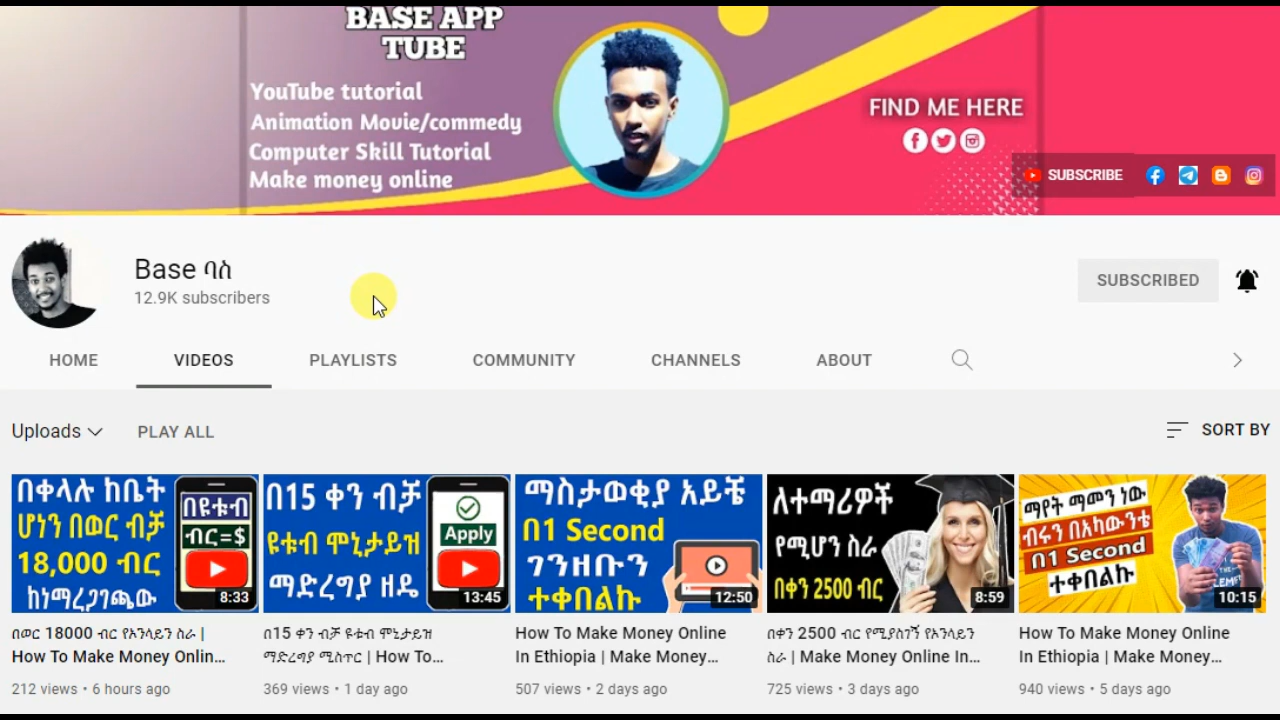 BASE APP
TUBE
YouTube tutorial
Animation Movie/commedy
Computer Skill Tutorial
Make money online
FIND ME HERE
SUBSCRIBE
Base ባስ
12.9K subscribers
SUBSCRIBED
HOME VIDEOS PLAYLISTS COMMUNITY CHANNELS ABOUT
Uploads PLAY ALL SORT BY
በቀላሉ ከቤት
ሆነን በወር ብቻ
18,000 ብር
ከነማረጋገጫው
በዩቱብ
ብር=$
8:33
በ15 ቀን ብቻ
ዩቱብ ሞኒታይዝ
ማድረግያ ዘዴ
Apply
13:45
ማስታወቂያ አይቼ
በ1 Second
ገንዘቡን
ተቀበልኩ
12:50
ለተማሪዎች
የሚሆን ስራ
በቀን 2500 ብር
8:59
ማየት ማመን ነው
ብሩን በአካውንቴ
በ1 Second
ተቀበልኩ
10:15
በወር 18000 ብር የኦንላይን ስራ |
How To Make Money Onlin...
212 views • 6 hours ago
በ15 ብቻ ዩቱብ ሞኒታይዝ
ማድረግያ ሚስጥር | How To...
369 views • 1 day ago
How To Make Money Online
In Ethiopia | Make Money...
507 views • 2 days ago
በቀን 2500 ብር የሚያስገኝ የኦንላይን
ስራ | Make Money Online In...
725 views • 3 days ago
How To Make Money Online
In Ethiopia | Make Money...
940 views • 5 days ago